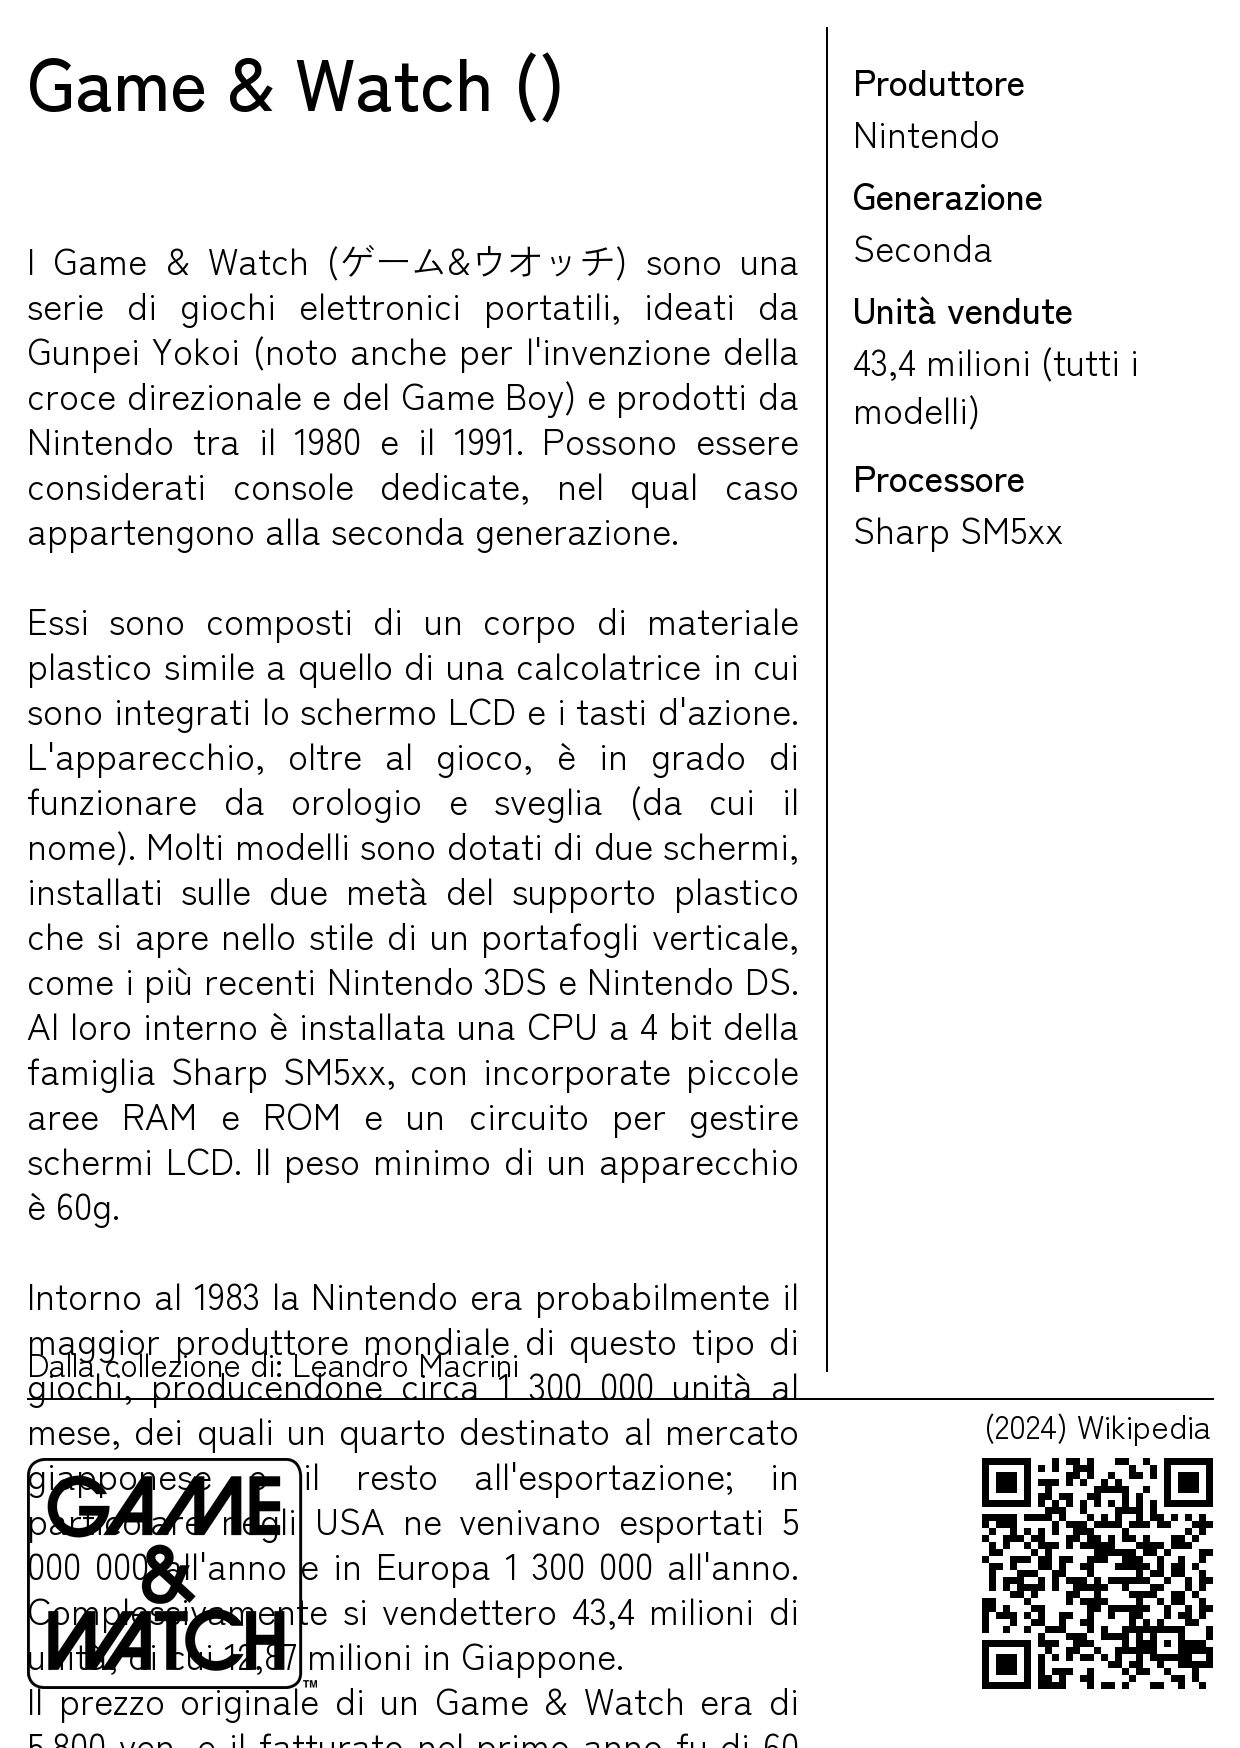 Game & Watch ()
I Game & Watch (ゲーム&ウオッチ) sono una
serie di giochi elettronici portatili, ideati da
Gunpei Yokoi (noto anche per l'invenzione della
croce direzionale e del Game Boy) e prodotti da
Nintendo tra il 1980 e il 1991. Possono essere
considerati console dedicate, nel qual caso
appartengono alla seconda generazione.
Essi sono composti di un corpo di materiale
plastico simile a quello di una calcolatrice in cui
sono integrati lo schermo LCD e i tasti d'azione.
L'apparecchio, oltre al gioco, è in grado di
funzionare da orologio e sveglia (da cui il
nome). Molti modelli sono dotati di due schermi,
installati sulle due metà del supporto plastico
che si apre nello stile di un portafogli verticale,
come i più recenti Nintendo 3DS e Nintendo DS.
Al loro interno è installata una CPU a 4 bit della
famiglia Sharp SM5xx, con incorporate piccole
aree RAM e ROM e un circuito per gestire
schermi LCD. Il peso minimo di un apparecchio
è 60g.
Intorno al 1983 la Nintendo era probabilmente il
maggior produttore mondiale di questo tipo di
giochi, producendone circa 1 300 000 unità al
mese, dei quali un quarto destinato al mercato
giapponese e il resto all'esportazione; in
particolare negli USA ne venivano esportati 5
000 000 all'anno e in Europa 1 300 000 all'anno.
Complessivamente si vendettero 43,4 milioni di
unità, di cui 12,87 milioni in Giappone.
Il prezzo originale di un Game & Watch era di
5.800 yen, e il fatturato nel primo anno fu di 60
Produttore
Nintendo
Generazione
Seconda
Unità vendute
43,4 milioni (tutti i
modelli)
Processore
Sharp SM5xx
Dalla collezione di: Leandro Macrini
(2024) Wikipedia
GAME
&
WATCH
™